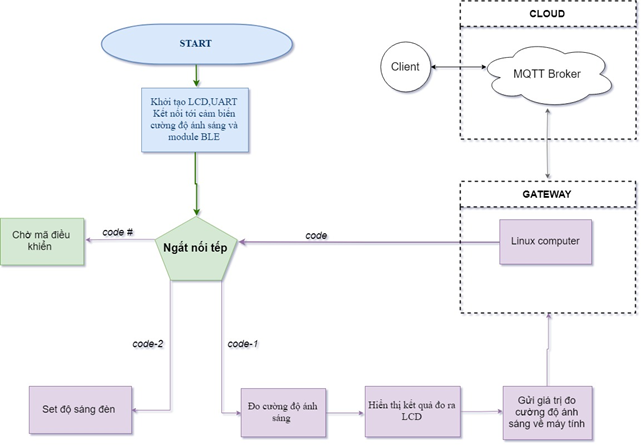 CLOUD
START
Client
MQTT Broker
Khởi tạo LCD,UART
Kết nối tới cảm biến
cường độ ánh sáng và
module BLE
GATEWAY
Chờ mã điều
khiển
code #
Ngắt nối tếp
code
Linux computer
code-2
code-1
Set độ sáng đèn
Đo cường độ ánh
sáng
Hiển thị kết quả đo ra
LCD
Gửi giá trị đo
cường độ ánh
sáng về máy tính